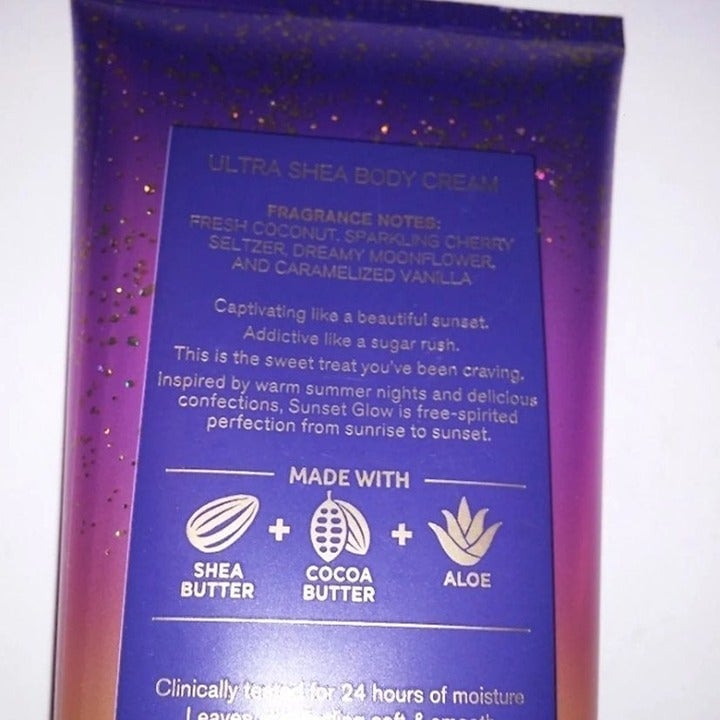 ULTRA SHEA BODY CREAM
FRAGRANCE NOTES:
FRESH COCONUT, SPARKLING CHERRY
SELTZER, DREAMY MOONFLOWER,
AND CARAMELIZED VANILLA
Captivating like a beautiful sunset.
Addictive like a sugar rush.
This is the sweet treat you've been craving.
Inspired by warm summer nights and delicious
confections, Sunset Glow is free-spirited
perfection from sunrise to sunset.
MADE WITH
SHEA BUTTER
+
COCOA BUTTER
+
ALOE
Clinically tested for 24 hours of moisture
Leaves soft & smooth